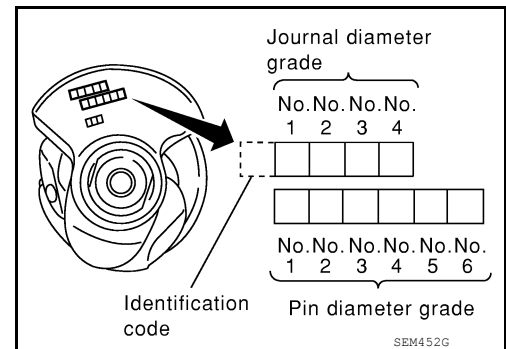 Journal diameter
grade
No. No. No. No.
1 2 3 4
No. No. No. No. No. No.
1 2 3 4 5 6
Identification
code
Pin diameter grade
SEM452G